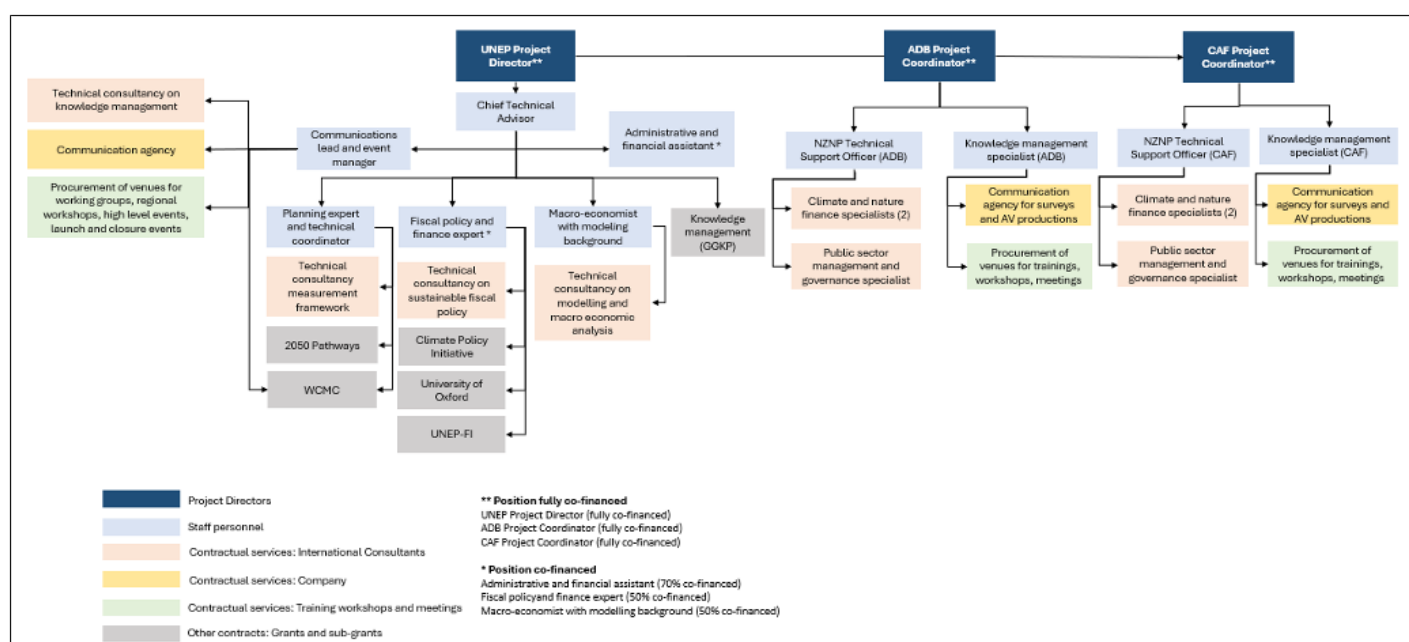 UNEP Project
Director**
ADB Project
Coordinator**
CAF Project
Coordinator**
Technical consultancy on
knowledge management
Chief Technical
Advisor
Communications
lead and event
manager
Administrative and
financial assistant *
Communication agency
NZNP Technical
Support Officer (ADB)
Knowledge management
specialist (ADB)
NZNP Technical
Support Officer (CAF)
Knowledge management
specialist (CAF)
Procurement of venues for
working groups, regional
workshops, high level events,
launch and closure events
Climate and nature
finance specialists (2)
Communication
agency for surveys
and AV productions
Climate and nature
finance specialists (2)
Communication
agency for surveys
and AV productions
Planning expert
and technical
coordinator
Fiscal policy and
finance expert *
Macro-economist
with modeling
background
Knowledge
management
(GGKP)
Public sector
management and
governance specialist
Procurement of
venues for trainings,
workshops, meetings
Public sector
management and
governance specialist
Procurement of
venues for trainings,
workshops, meetings
Technical
consultancy
measurement
framework
Technical
consultancy on
sustainable fiscal
policy
Technical
consultancy on
modelling and
macro economic
analysis
2050 Pathways
Climate Policy
Initiative
WCMC
University of
Oxford
UNEP-FI
Project Directors
Staff personnel
Contractual services: International Consultants
Contractual services: Company
Contractual services: Training workshops and meetings
Other contracts: Grants and sub-grants
** Position fully co-financed
UNEP Project Director (fully co-financed)
ADB Project Coordinator (fully co-financed)
CAF Project Coordinator (fully co-financed)
* Position co-financed
Administrative and financial assistant (70% co-financed)
Fiscal policyand finance expert (50% co-financed)
Macro-economist with modelling background (50% co-financed)